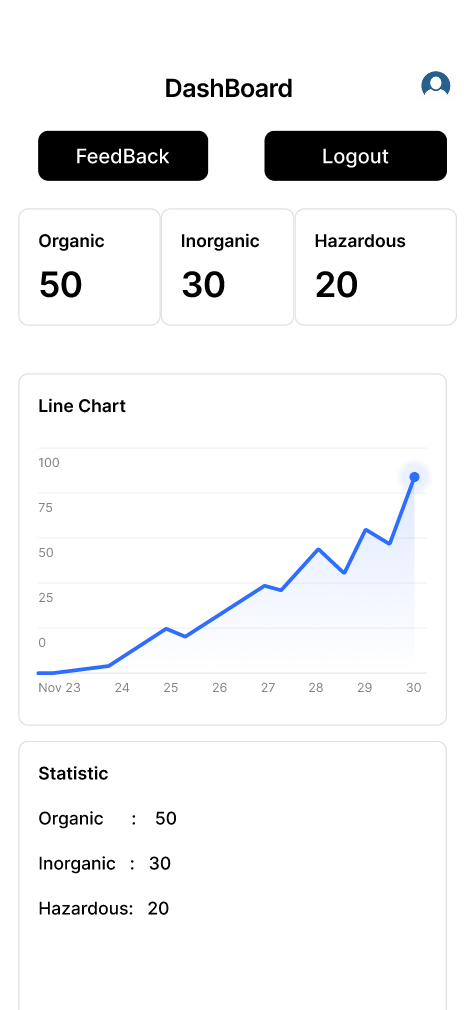 DashBoard
FeedBack Logout
Organic Inorganic Hazardous
50 30 20
Line Chart
100
75
50
25
0
Nov 23 24 25 26 27 28 29 30
Statistic
Organic : 50
Inorganic : 30
Hazardous: 20